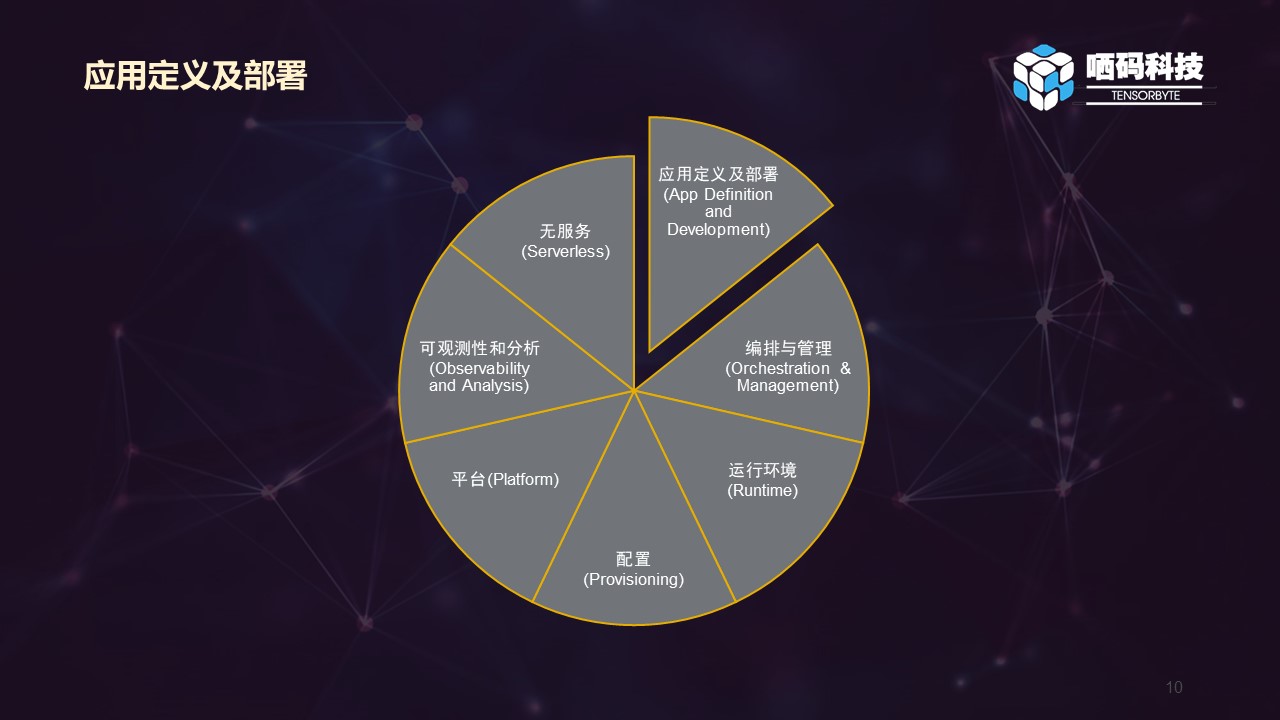 应用定义及部署
哂码科技
TENSORBYTE
应用定义及部署
(App Definition
and
Development)
无服务
(Serverless)
可观测性和分析
(Observability
and Analysis)
编排与管理
(Orchestration &
Management)
平台(Platform)
运行环境
(Runtime)
配置
(Provisioning)
10